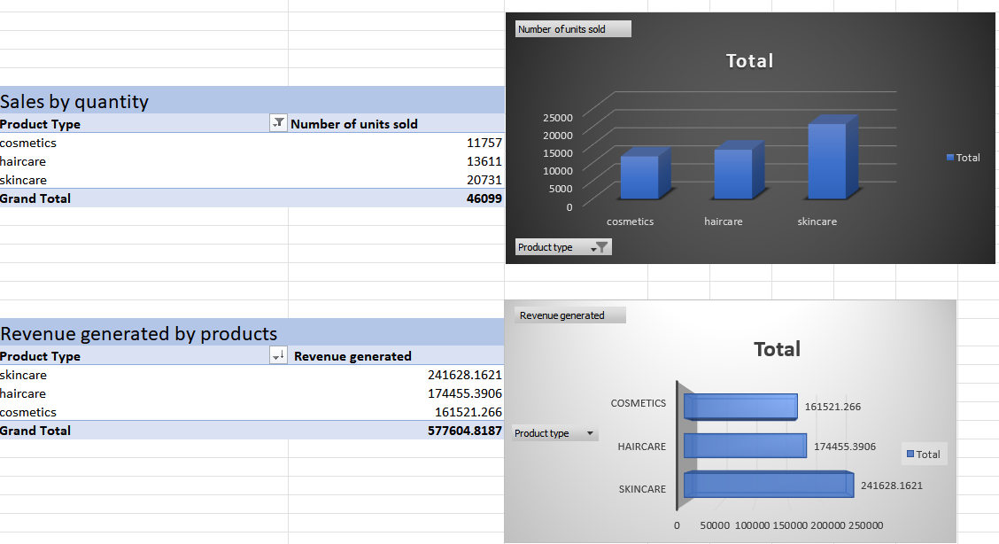 Sales by quantity
Product Type Number of units sold
cosmetics 11757
haircare 13611
skincare 20731
Grand Total 46099
Number of units sold
Total
25000
20000
15000
10000
5000
0
cosmetics haircare skincare
Total
Product type
Revenue generated by products
Product Type Revenue generated
skincare 241628.1621
haircare 174455.3906
cosmetics 161521.266
Grand Total 577604.8187
Revenue generated
Total
COSMETICS 161521.266
Product type
HAIRCARE 174455.3906
Total
SKINCARE 241628.1621
0 50000 100000 150000 200000 250000